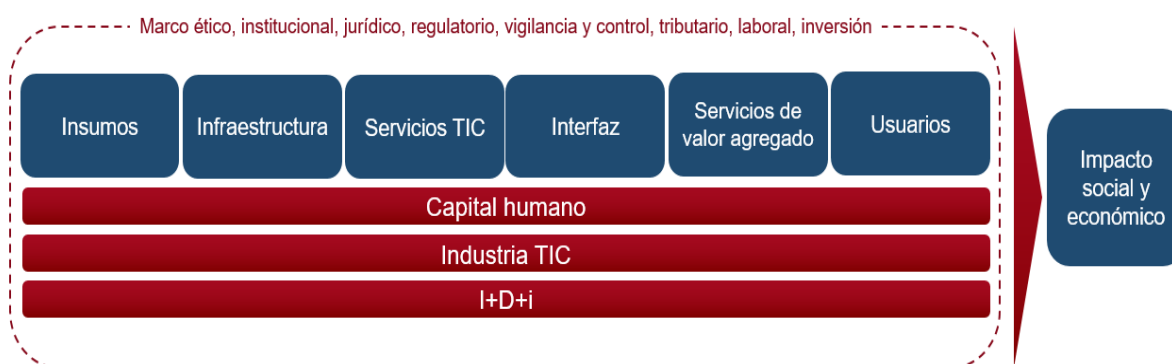 Marco ético, institucional, jurídico, regulatorio, vigilancia y control, tributario, laboral, inversión
Insumos
Infraestructura
Servicios TIC
Interfaz
Servicios de
valor agregado
Usuarios
Capital humano
Industria TIC
I+D+i
Impacto
social y
económico